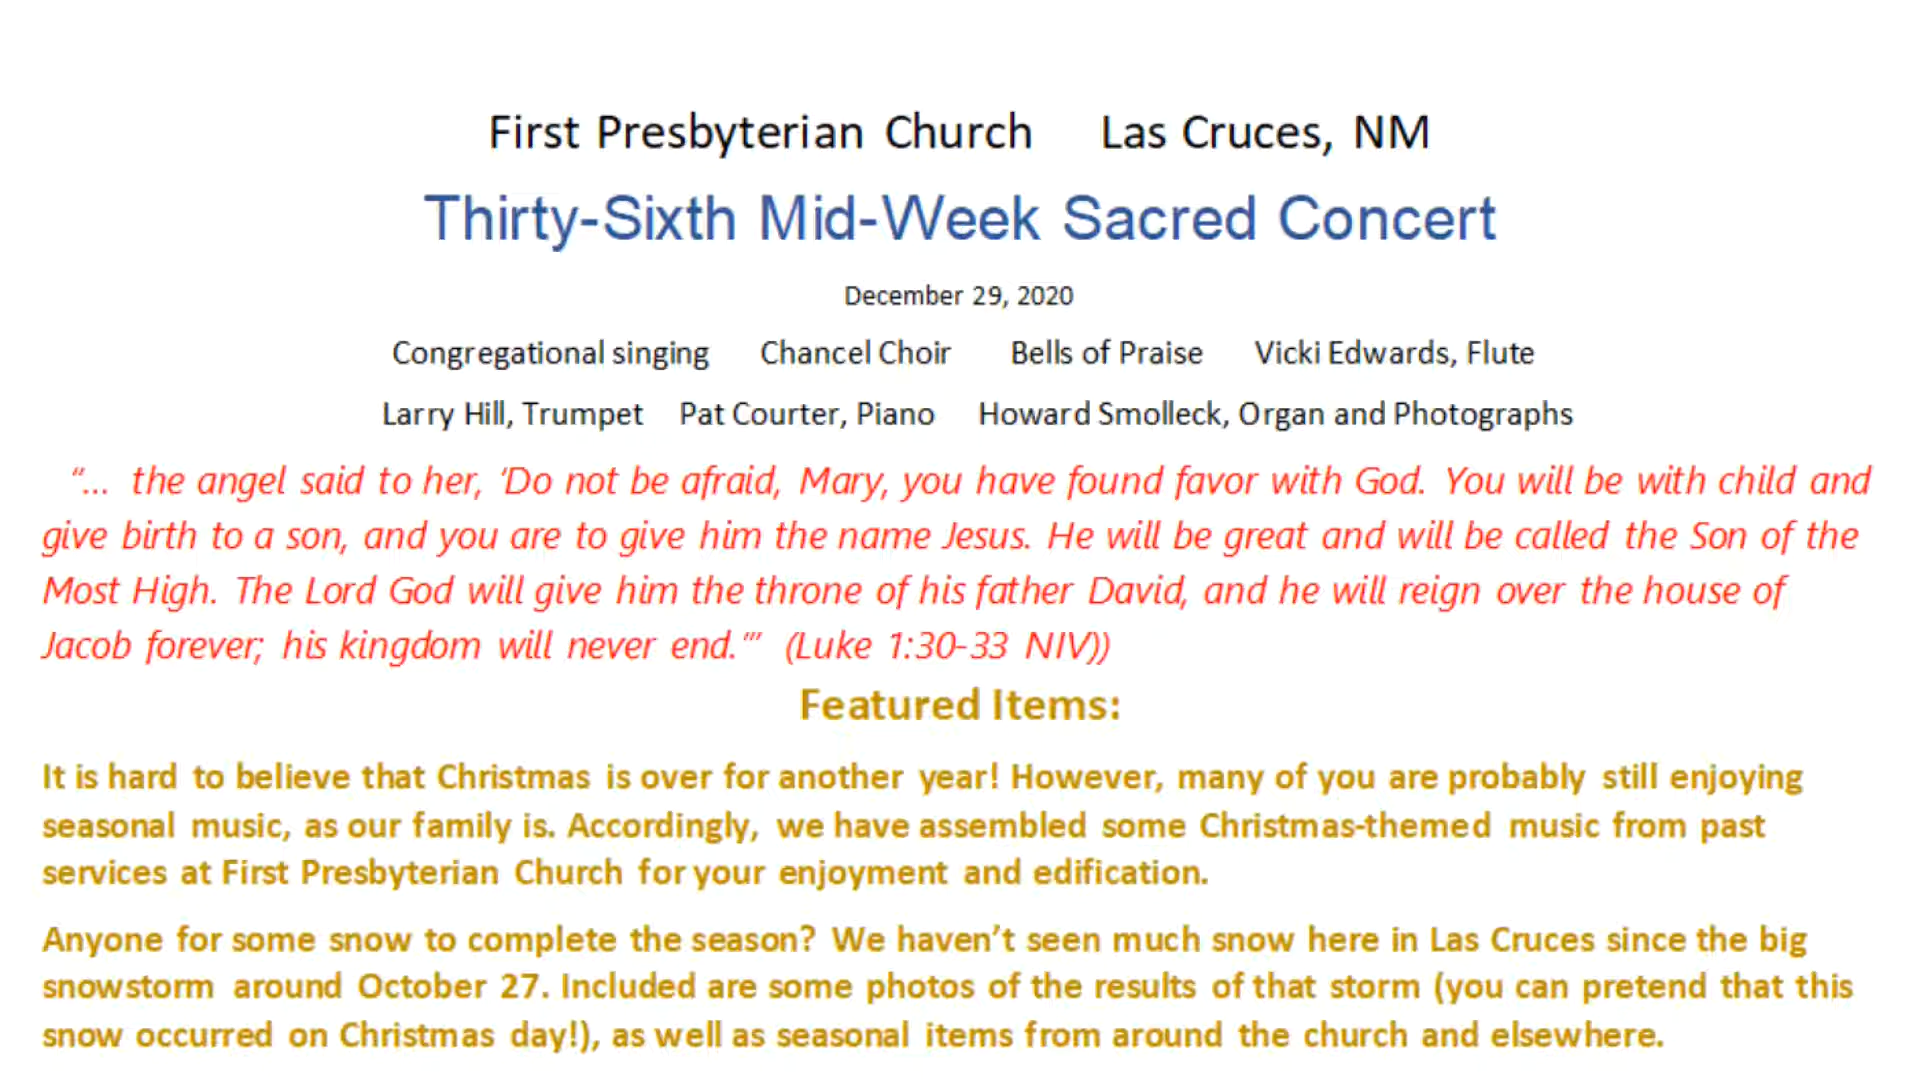 First Presbyterian Church Las Cruces, NM
Thirty-Sixth Mid-Week Sacred Concert
December 29, 2020
Congregational singing Chancel Choir Bells of Praise Vicki Edwards, Flute
Larry Hill, Trumpet Pat Courter, Piano Howard Smolleck, Organ and Photographs
“... the angel said to her, ‘Do not be afraid, Mary, you have found favor with God. You will be with child and
give birth to a son, and you are to give him the name Jesus. He will be great and will be called the Son of the
Most High. The Lord God will give him the throne of his father David, and he will reign over the house of
Jacob forever; his kingdom will never end.’” (Luke 1:30-33 NIV))
Featured Items:
It is hard to believe that Christmas is over for another year! However, many of you are probably still enjoying
seasonal music, as our family is. Accordingly, we have assembled some Christmas-themed music from past
services at First Presbyterian Church for your enjoyment and edification.
Anyone for some snow to complete the season? We haven’t seen much snow here in Las Cruces since the big
snowstorm around October 27. Included are some photos of the results of that storm (you can pretend that this
snow occurred on Christmas day!), as well as seasonal items from around the church and elsewhere.